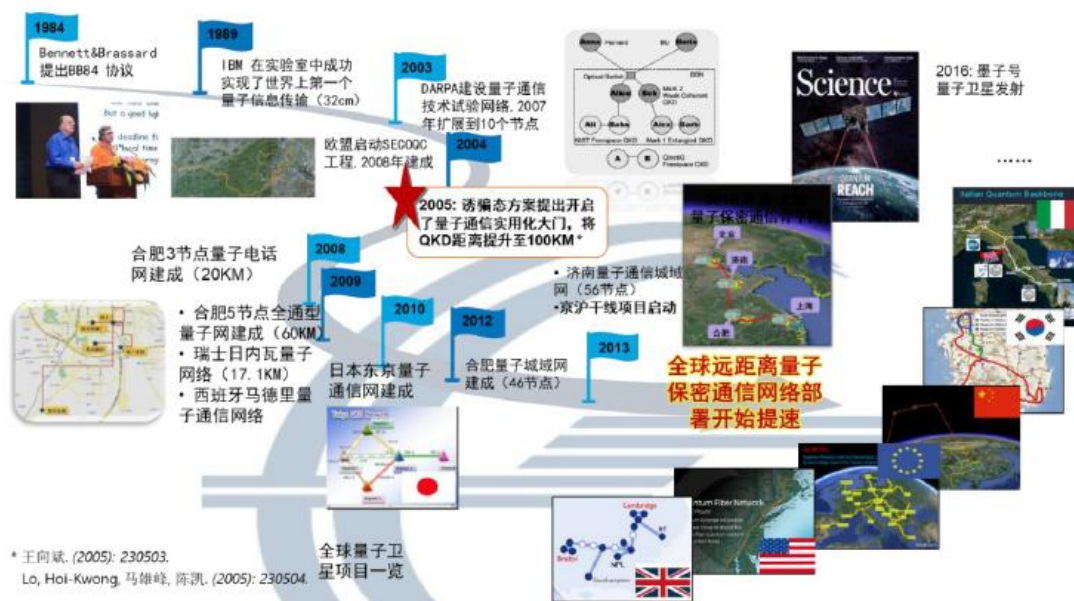 1984
Bennett&Brassard
提出BB84 协议
1989
IBM 在实验室中成功
实现了世界上第一个
量子信息传输（32cm）
2003
DARPA建设量子通信
技术试验网络，2007
年扩展到10个节点
2004
欧盟启动SECOQC
工程，2008年建成
2005: 诱骗态方案提出开启
了量子通信实用化大门，将
QKD距离提升至100KM*
Science
QUANTUM
REACH
2016: 墨子号
量子卫星发射
......
2008
合肥3节点量子电话
网建成（20KM）
2009
• 合肥5节点全通型
量子网建成（60KM）
• 瑞士日内瓦量子
网络（17.1KM）
• 西班牙马德里量
子通信网络
2010
日本东京量子
通信网建成
2012
合肥量子城域网
建成（46节点）
2013
• 济南量子通信城域
网（56节点）
•京沪干线项目启动
北京
济南
上海
合肥
全球远距离量子
保密通信网络部
署开始提速
Italian Quantum Backbone
Cambridge
Bristol
NPL
BT
Southampton
全球量子卫
星项目一览
* 王向斌. (2005): 230503.
Lo, Hoi-Kwong, 马雄峰, 陈凯. (2005): 230504.